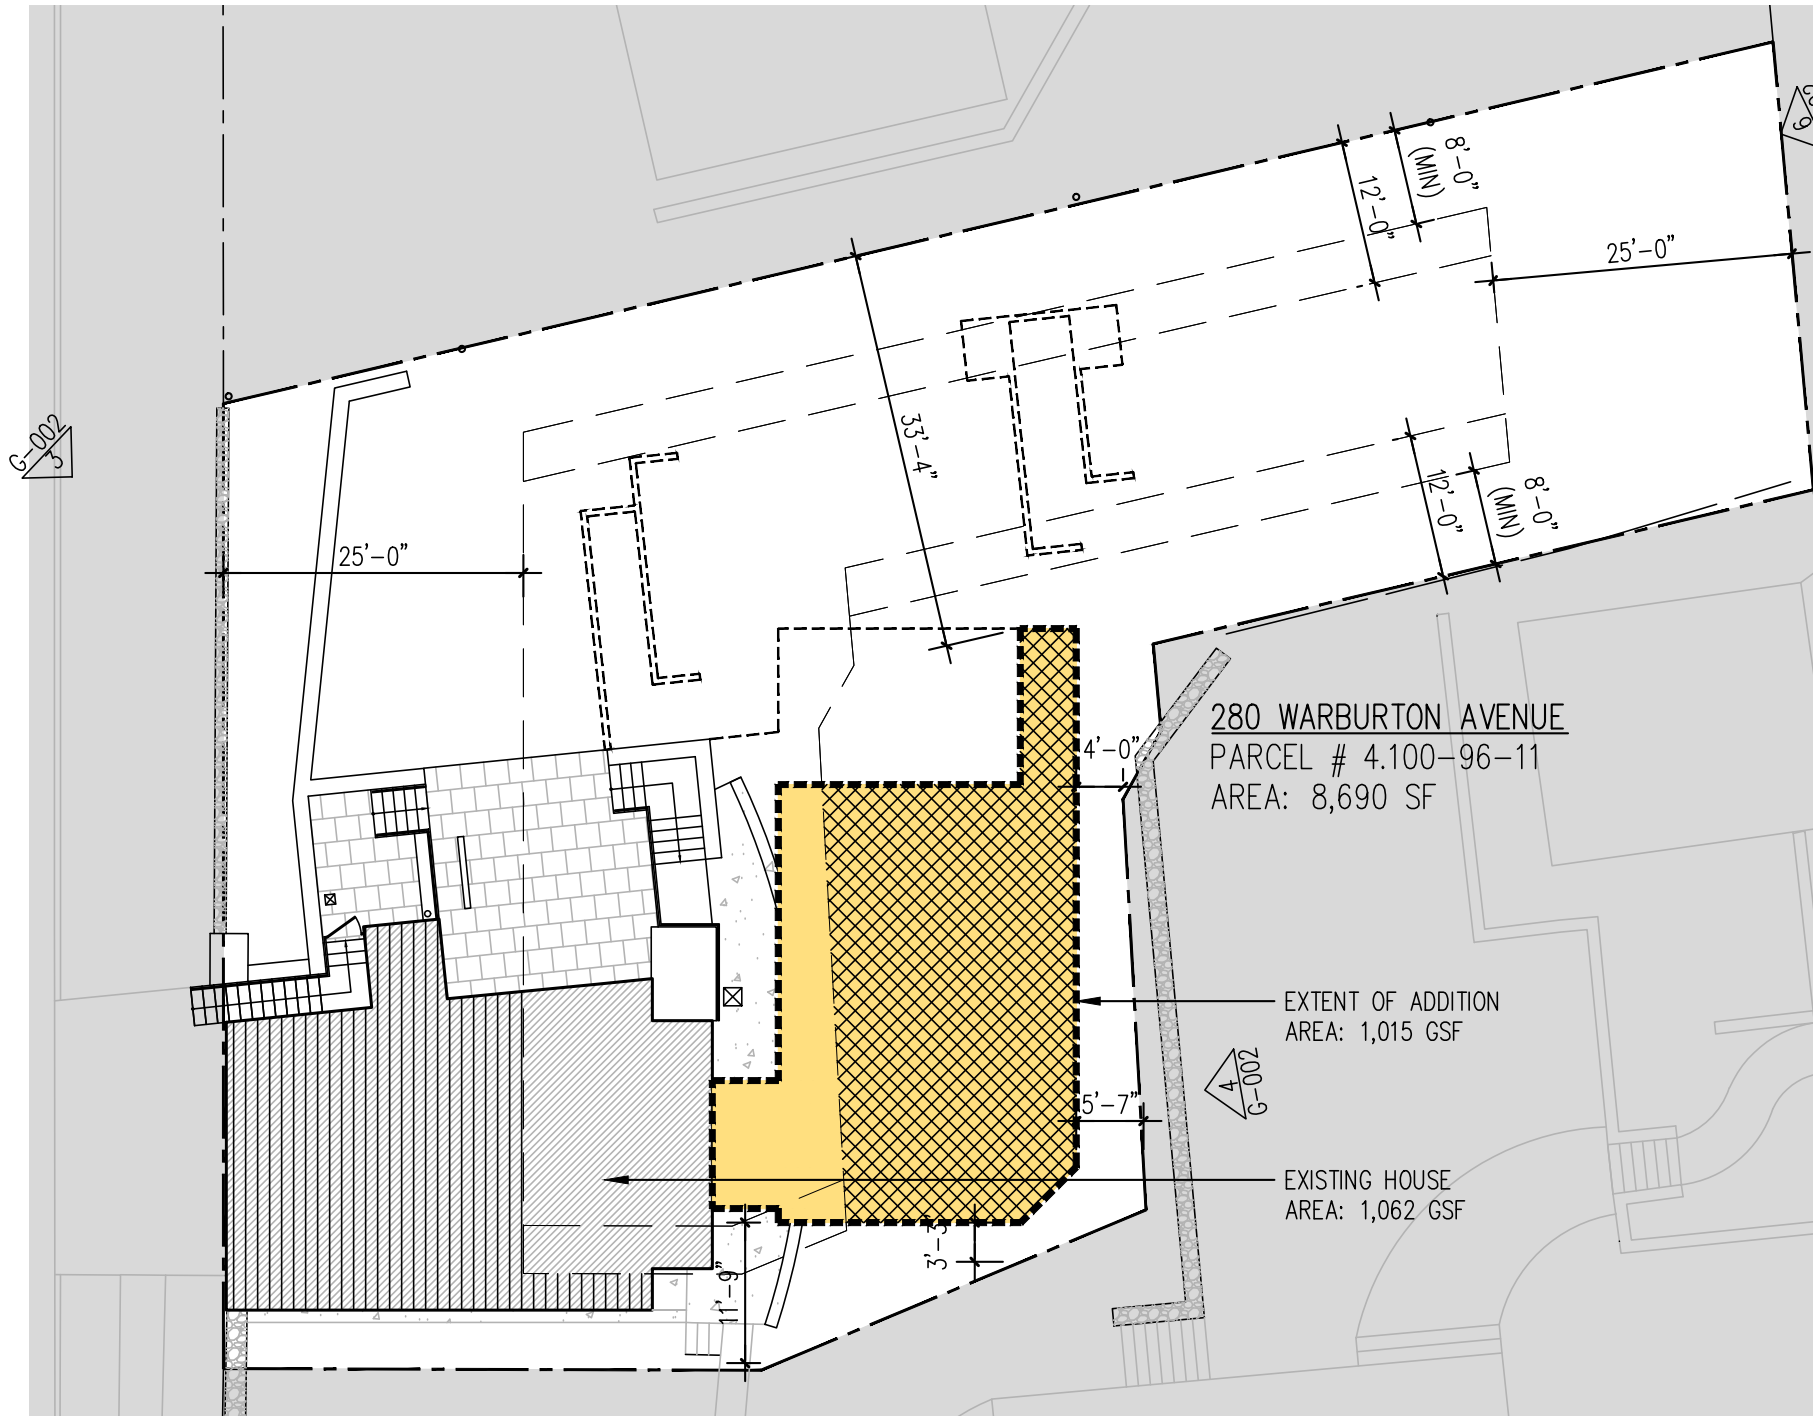 8'-0"
(MIN)
12'-0"
25'-0"
G-002
3
33'-4"
25'-0"
12'-0"
8'-0"
(MIN)
280 WARBURTON AVENUE
PARCEL # 4.100-96-11
AREA: 8,690 SF
4'-0"
EXTENT OF ADDITION
AREA: 1,015 GSF
4
G-002
5'-7"
EXISTING HOUSE
AREA: 1,062 GSF
11'-9"